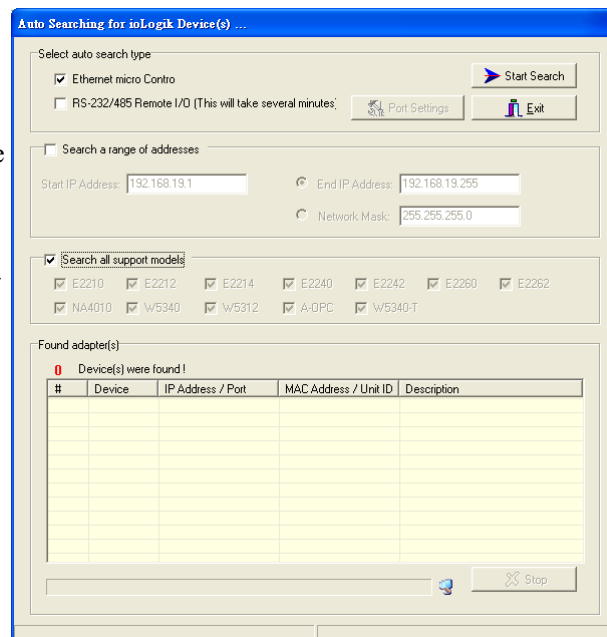 Auto Searching for ioLogik Device(s) ...
Select auto search type
Ethernet micro Contro
Start Search
RS-232/485 Remote I/O (This will take several minutes)
Port Settings
Exit
Search a range of addresses
Start IP Address: 192.168.19.1
End IP Address: 192.168.19.255
Network Mask: 255.255.255.0
Search all support models
E2210 E2212 E2214 E2240 E2242 E2260 E2262
NA4010 W5340 W5312 A-OPC W5340-T
Found adapter(s)
0 Device(s) were found !
# Device IP Address / Port MAC Address / Unit ID Description
Stop